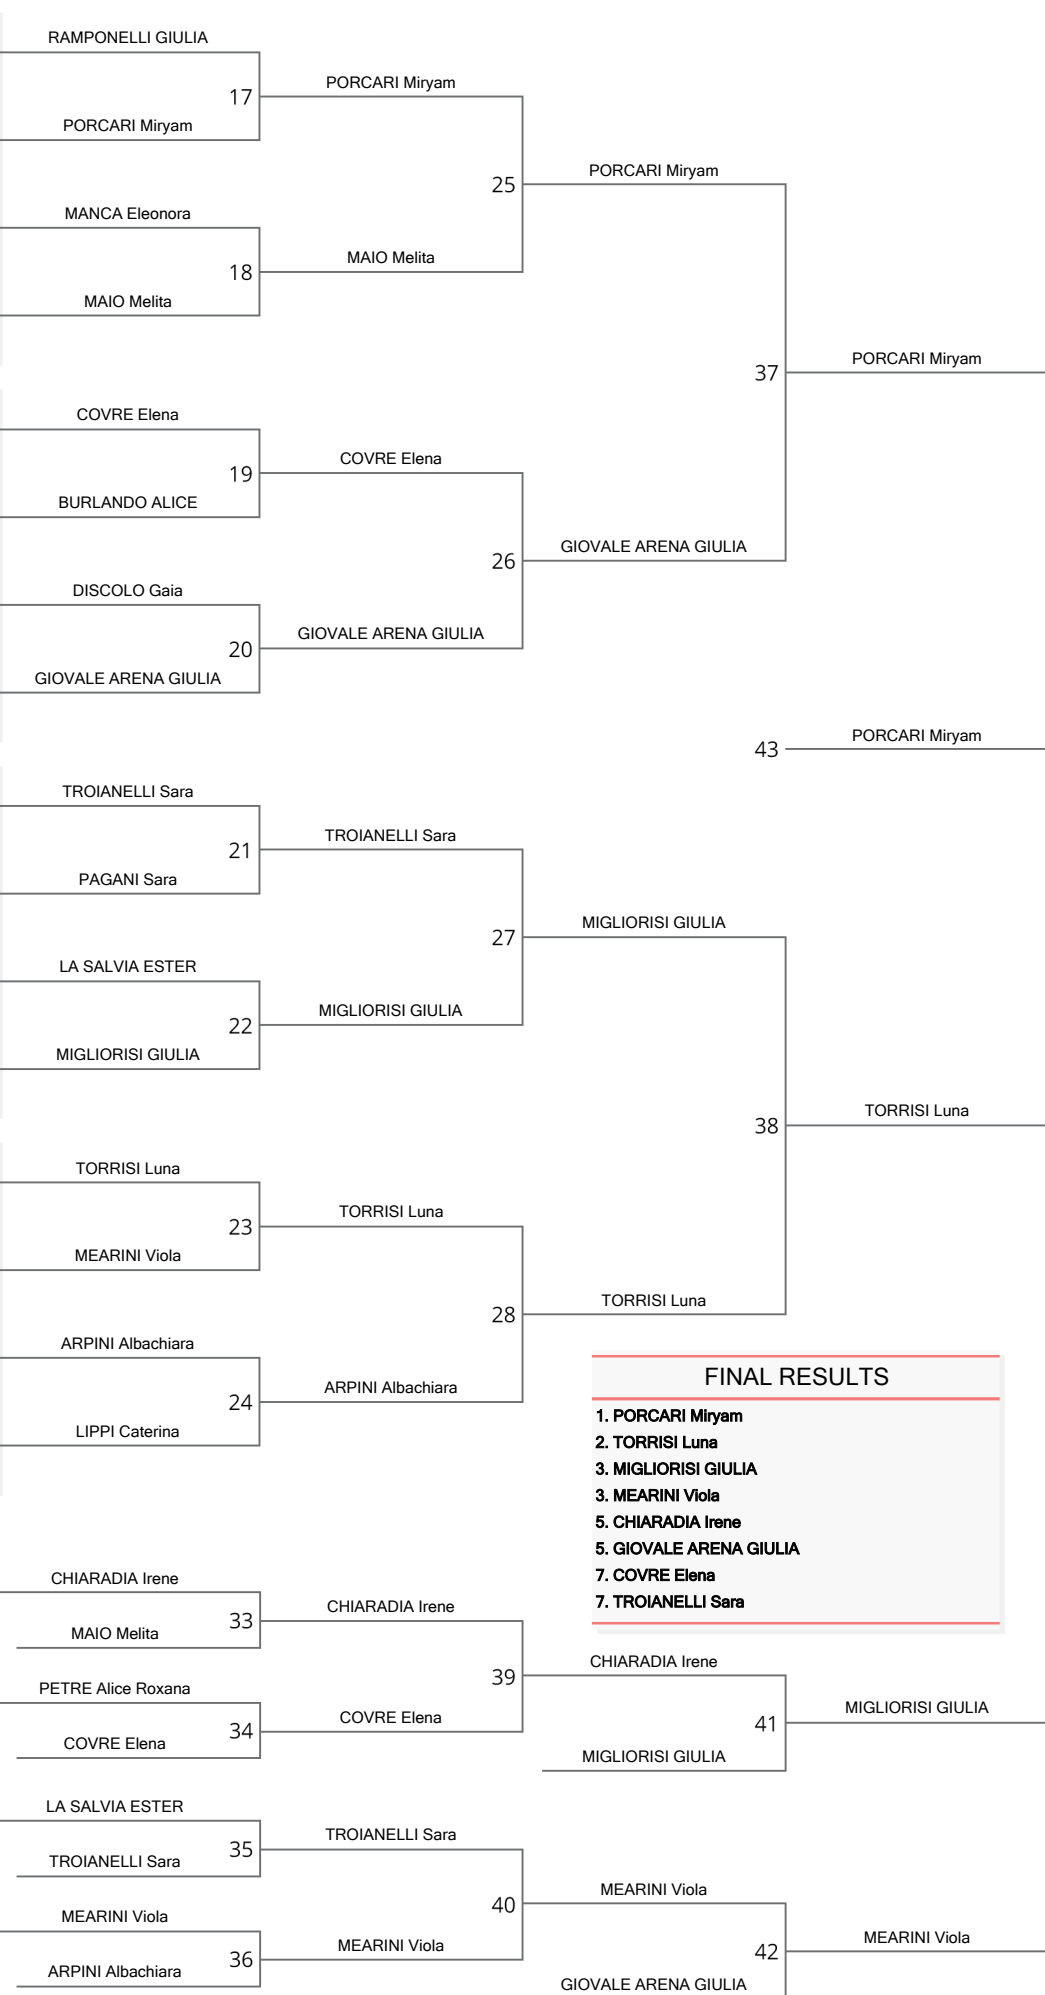 RAMPONELLI GIULIA
17
PORCARI Miryam
PORCARI Miryam
25
PORCARI Miryam
MANCA Eleonora
18
MAIO Melita
MAIO Melita
37
PORCARI Miryam
COVRE Elena
19
COVRE Elena
BURLANDO ALICE
26
GIOVALE ARENA GIULIA
DISCOLO Gaia
20
GIOVALE ARENA GIULIA
GIOVALE ARENA GIULIA
43
PORCARI Miryam
TROIANELLI Sara
21
TROIANELLI Sara
PAGANI Sara
27
MIGLIORISI GIULIA
LA SALVIA ESTER
22
MIGLIORISI GIULIA
MIGLIORISI GIULIA
38
TORRISI Luna
TORRISI Luna
23
TORRISI Luna
MEARINI Viola
28
TORRISI Luna
ARPINI Albachiara
24
ARPINI Albachiara
LIPPI Caterina
FINAL RESULTS
1. PORCARI Miryam
2. TORRISI Luna
3. MIGLIORISI GIULIA
3. MEARINI Viola
5. CHIARADIA Irene
5. GIOVALE ARENA GIULIA
7. COVRE Elena
7. TROIANELLI Sara
CHIARADIA Irene
33
CHIARADIA Irene
MAIO Melita
39
CHIARADIA Irene
PETRE Alice Roxana
34
COVRE Elena
COVRE Elena
41
MIGLIORISI GIULIA
MIGLIORISI GIULIA
LA SALVIA ESTER
35
TROIANELLI Sara
TROIANELLI Sara
40
MEARINI Viola
MEARINI Viola
36
MEARINI Viola
ARPINI Albachiara
42
MEARINI Viola
GIOVALE ARENA GIULIA